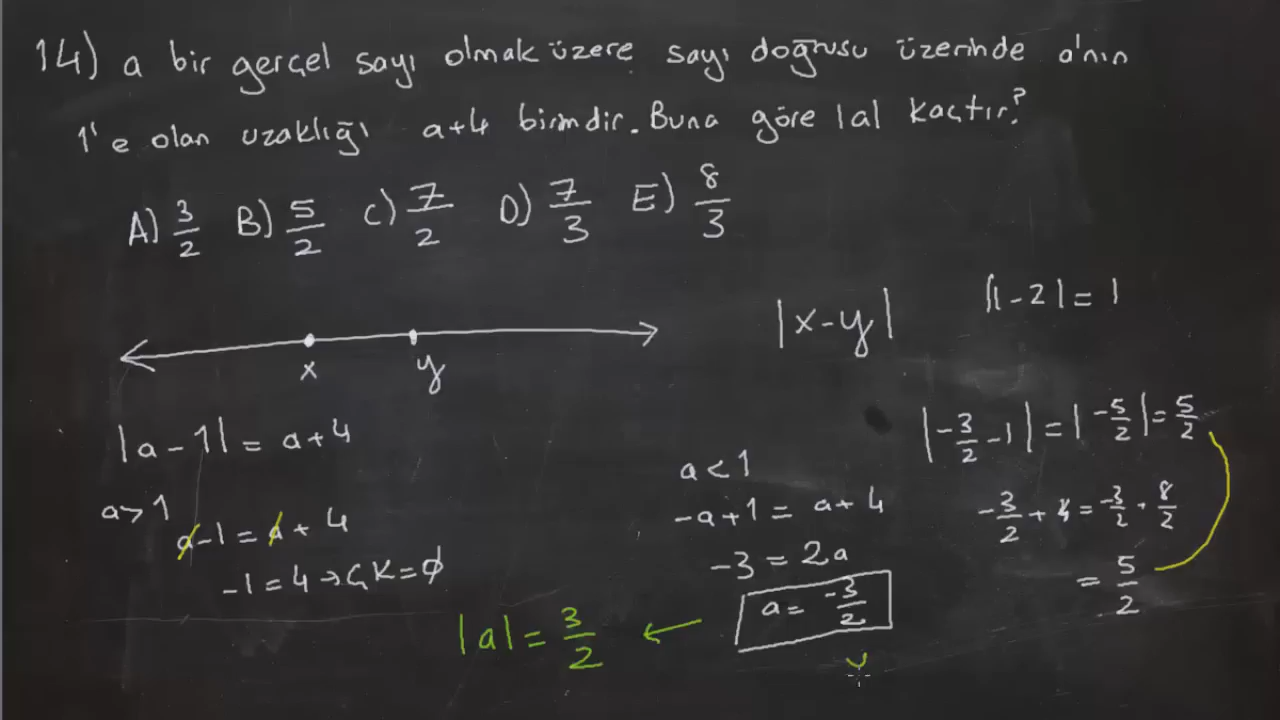 14) a bir gerçel sayı olmak üzere sayı doğrusu üzerinde a'nın
1'e olan uzaklığı a+4 birimdir. Buna göre |a| kaçtır?
A) 3/2 B) 5/2 C) 7/2 D) 7/3 E) 8/3
|x-y| |1-2| = 1
x y
|a-1| = a+4
a>1
a-1 = a+4
-1 = 4 → ÇK = ∅
a<1
-a+1 = a+4
-3 = 2a
a = -3/2
|a| = 3/2 ←
|-3/2 -1| = |-5/2| = 5/2
-3/2 + 4 = -3/2 + 8/2
= 5/2